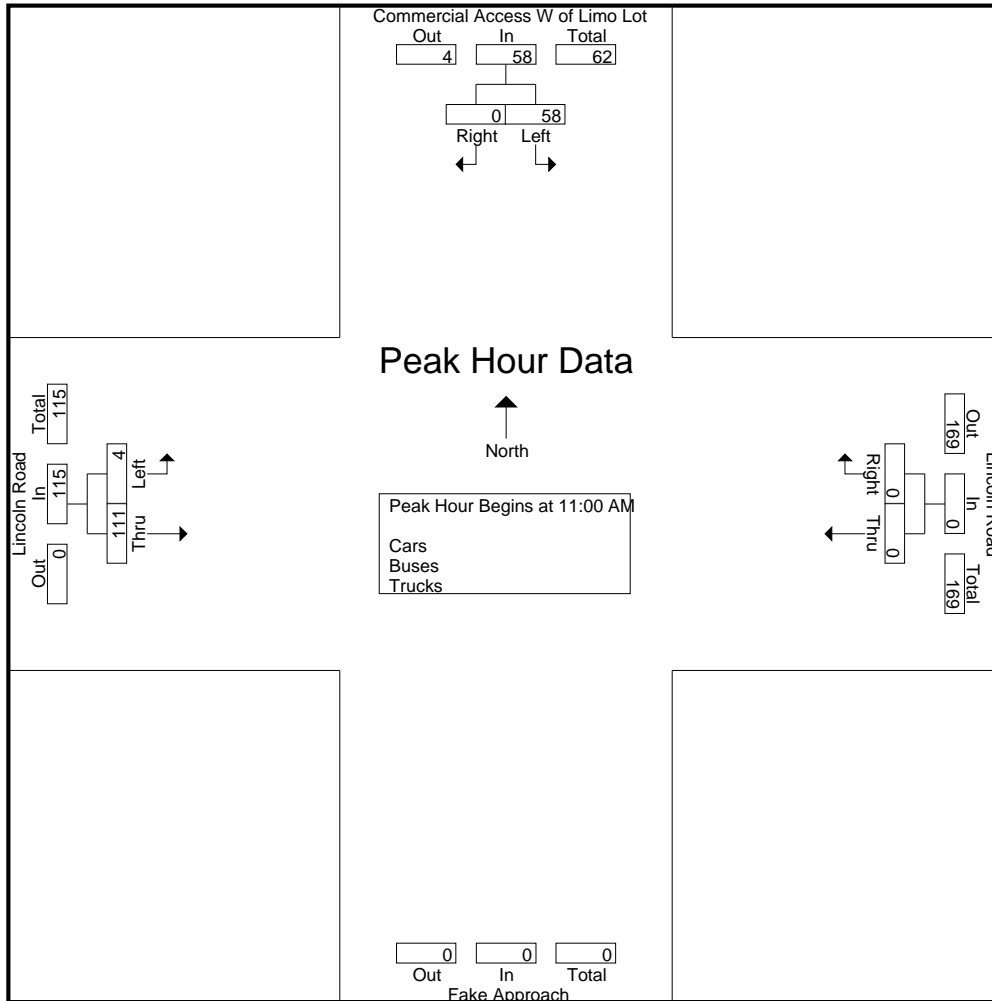 Commercial Access W of Limo Lot
Out In Total
4 58 62
0 58
Right Left
Peak Hour Data
North
Peak Hour Begins at 11:00 AM
Cars
Buses
Trucks
Lincoln Road
Total In Out
115 115 0
4 111
Left Thru
Lincoln Road
Out In Total
169 0 169
0 0
Right Thru
0 0 0
Out In Total
Fake Approach